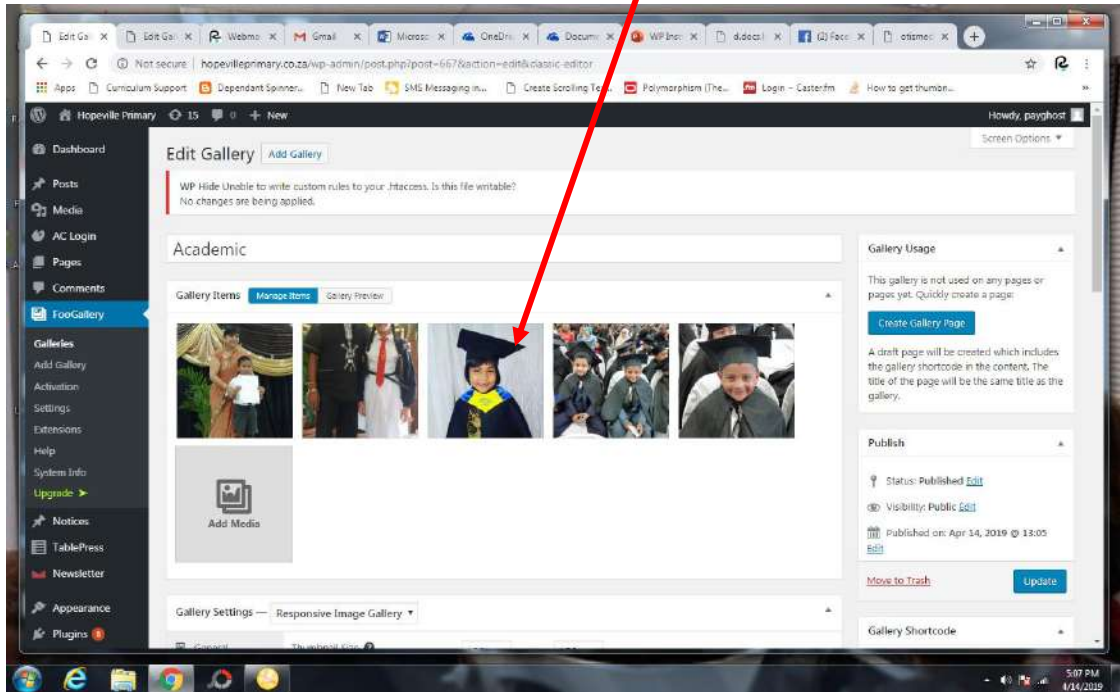 Edit Ga
Edit Gal
Webma
Gmail
Microsc
OneDri
Docume
WP Inse
(2) Face
+
Not secure | hopevilleprimary.co.za/wp-admin/post.php?post=667&action=edit&classic-editor
Apps
Curriculum Support
Dependant Spinner...
New Tab
SMS Messaging in...
Create Scrolling Te...
Polymorphism (The...
Login – Caster.fm
How to get thumbn...
Hopeville Primary
15
0
+ New
Howdy, payghost
Screen Options
Dashboard
Posts
Media
AC Login
Pages
Comments
FooGallery
Galleries
Add Gallery
Activation
Settings
Extensions
Help
System Info
Upgrade ➤
Notices
TablePress
Newsletter
Appearance
Plugins
Edit Gallery
Add Gallery
WP Hide Unable to write custom rules to your .htaccess. Is this file writable?
No changes are being applied.
Academic
Gallery Items
Manage Items
Gallery Preview
Add Media
Gallery Settings —
Responsive Image Gallery
General
Thumbnail Size
Gallery Usage
This gallery is not used on any pages or
pages yet. Quickly create a page:
Create Gallery Page
A draft page will be created which includes
the gallery shortcode in the content. The
title of the page will be the same title as the
gallery.
Publish
Status: Published Edit
Visibility: Public Edit
Published on: Apr 14, 2019 @ 13:05
Edit
Move to Trash
Update
Gallery Shortcode
5:07 PM
4/14/2019